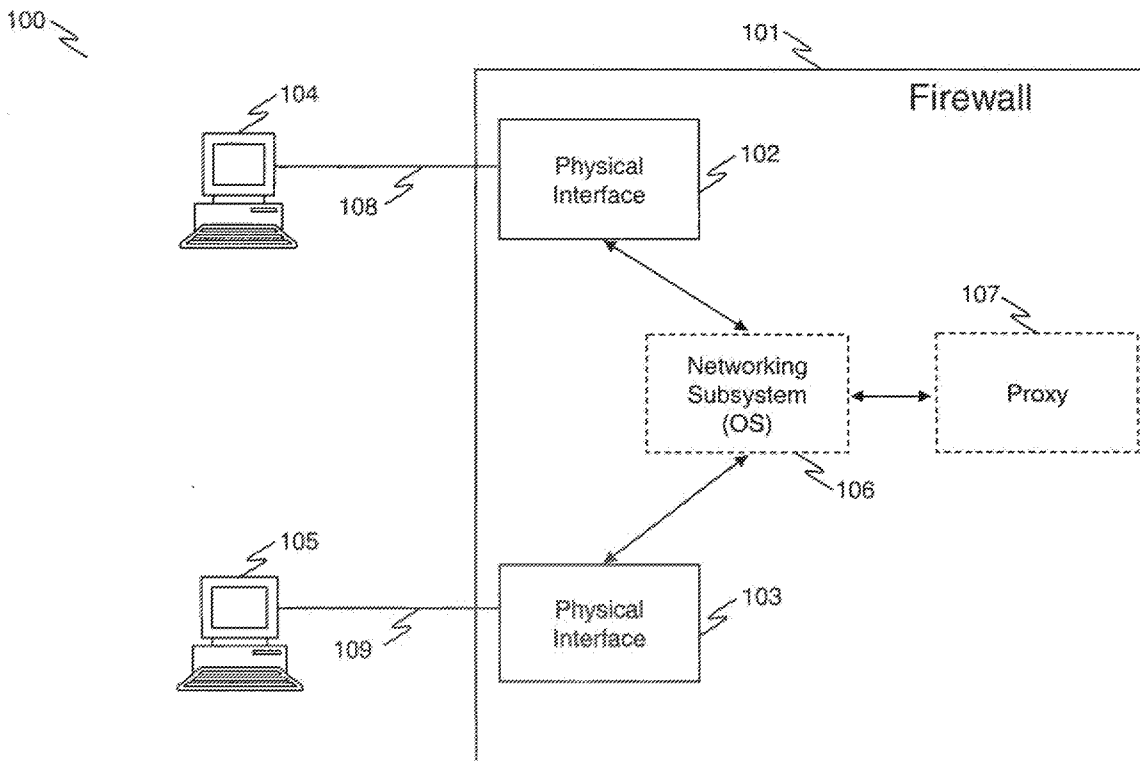 100
101
Firewall
104
Physical
Interface
102
108
107
Networking
Subsystem
(OS)
Proxy
106
105
Physical
Interface
103
109